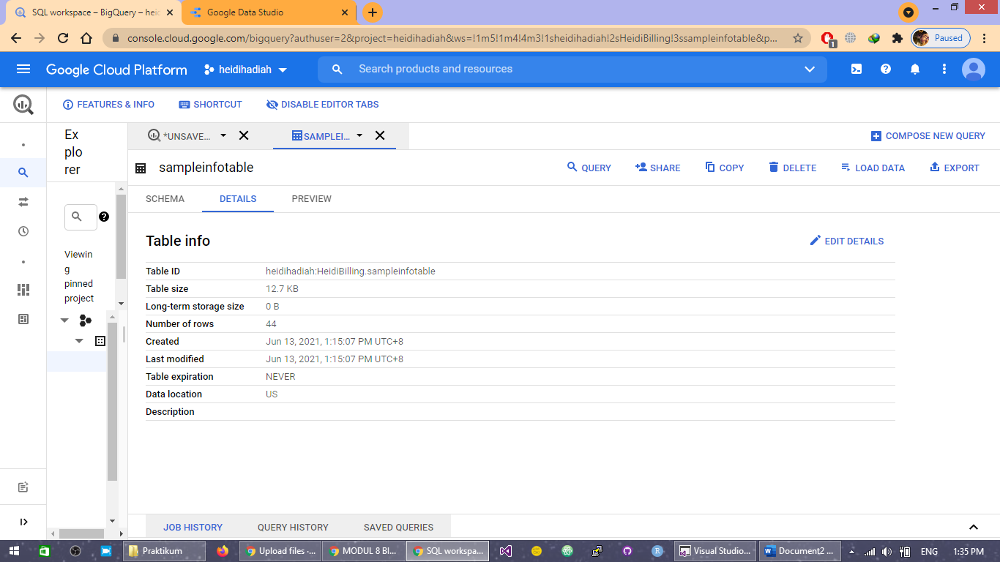 SQL workspace – BigQuery – heic
Google Data Studio
console.cloud.google.com/bigquery?authuser=2&project=heidihadiah&ws=!1m5!1m4!4m3!1sheidihadiah!2sHeidiBilling!3ssampleinfotable&p...
1
Paused
Google Cloud Platform
heidihadiah
Search products and resources
FEATURES & INFO
SHORTCUT
DISABLE EDITOR TABS
Ex
plo
rer
*UNSAVE...
SAMPLEI...
COMPOSE NEW QUERY
sampleinfotable
QUERY
SHARE
COPY
DELETE
LOAD DATA
EXPORT
SCHEMA
DETAILS
PREVIEW
Viewin
g
pinned
project
Table info
EDIT DETAILS
Table ID heidihadiah:HeidiBilling.sampleinfotable
Table size 12.7 KB
Long-term storage size 0 B
Number of rows 44
Created Jun 13, 2021, 1:15:07 PM UTC+8
Last modified Jun 13, 2021, 1:15:07 PM UTC+8
Table expiration NEVER
Data location US
Description
JOB HISTORY
QUERY HISTORY
SAVED QUERIES
Praktikum
Upload files ·...
MODUL 8 BI...
SQL workspa...
Visual Studio...
Document2 ...
ENG
1:35 PM